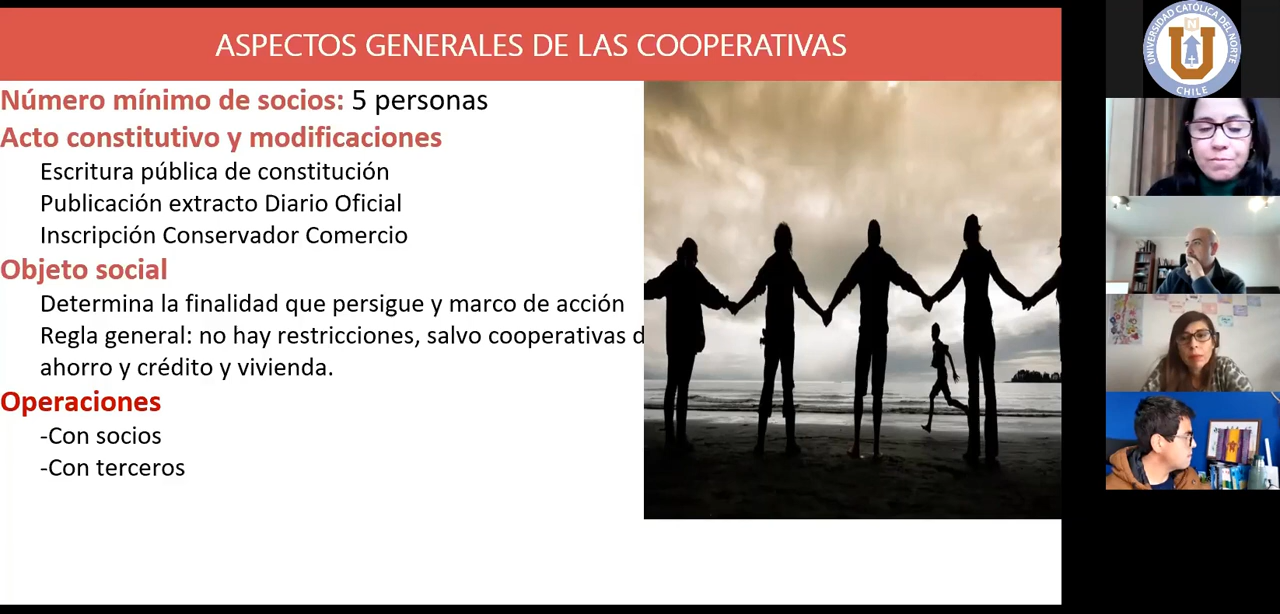 ASPECTOS GENERALES DE LAS COOPERATIVAS
Número mínimo de socios: 5 personas
Acto constitutivo y modificaciones
Escritura pública de constitución
Publicación extracto Diario Oficial
Inscripción Conservador Comercio
Objeto social
Determina la finalidad que persigue y marco de acción
Regla general: no hay restricciones, salvo cooperativas d
ahorro y crédito y vivienda.
Operaciones
-Con socios
-Con terceros
UNIVERSIDAD CATÓLICA DEL NORTE
N
U
CHILE